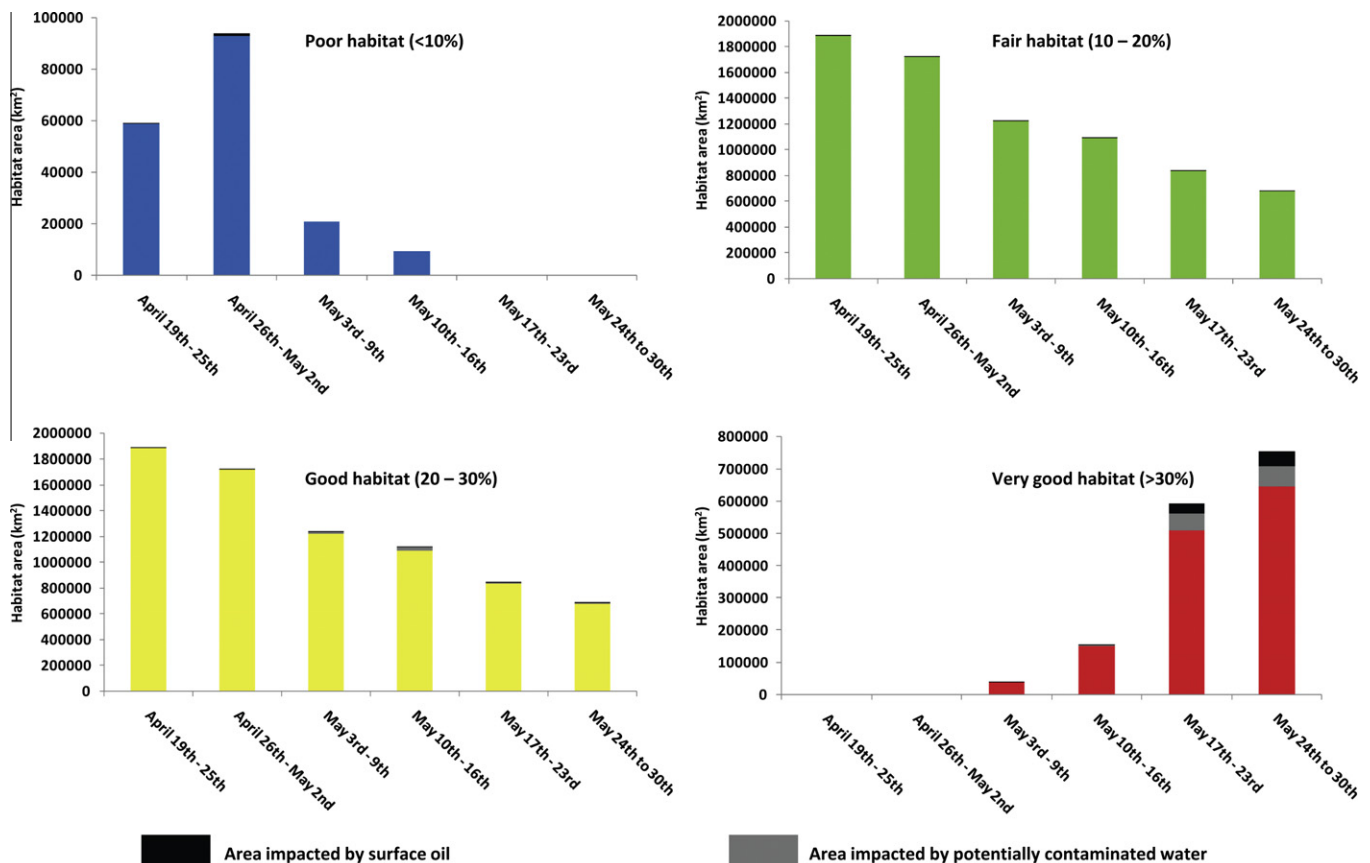 Poor habitat (<10%)
Habitat area (km²)
100000
80000
60000
40000
20000
0
April 19th - 25th
April 26th - May 2nd
May 3rd - 9th
May 10th - 16th
May 17th - 23rd
May 24th to 30th
Fair habitat (10 – 20%)
Habitat area (km²)
2000000
1800000
1600000
1400000
1200000
1000000
800000
600000
400000
200000
0
April 19th - 25th
April 26th - May 2nd
May 3rd - 9th
May 10th - 16th
May 17th - 23rd
May 24th to 30th
Good habitat (20 – 30%)
Habitat area (km²)
2000000
1800000
1600000
1400000
1200000
1000000
800000
600000
400000
200000
0
April 19th - 25th
April 26th - May 2nd
May 3rd - 9th
May 10th - 16th
May 17th - 23rd
May 24th to 30th
Very good habitat (>30%)
Habitat area (km²)
800000
700000
600000
500000
400000
300000
200000
100000
0
April 19th - 25th
April 26th - May 2nd
May 3rd - 9th
May 10th - 16th
May 17th - 23rd
May 24th to 30th
Area impacted by surface oil
Area impacted by potentially contaminated water